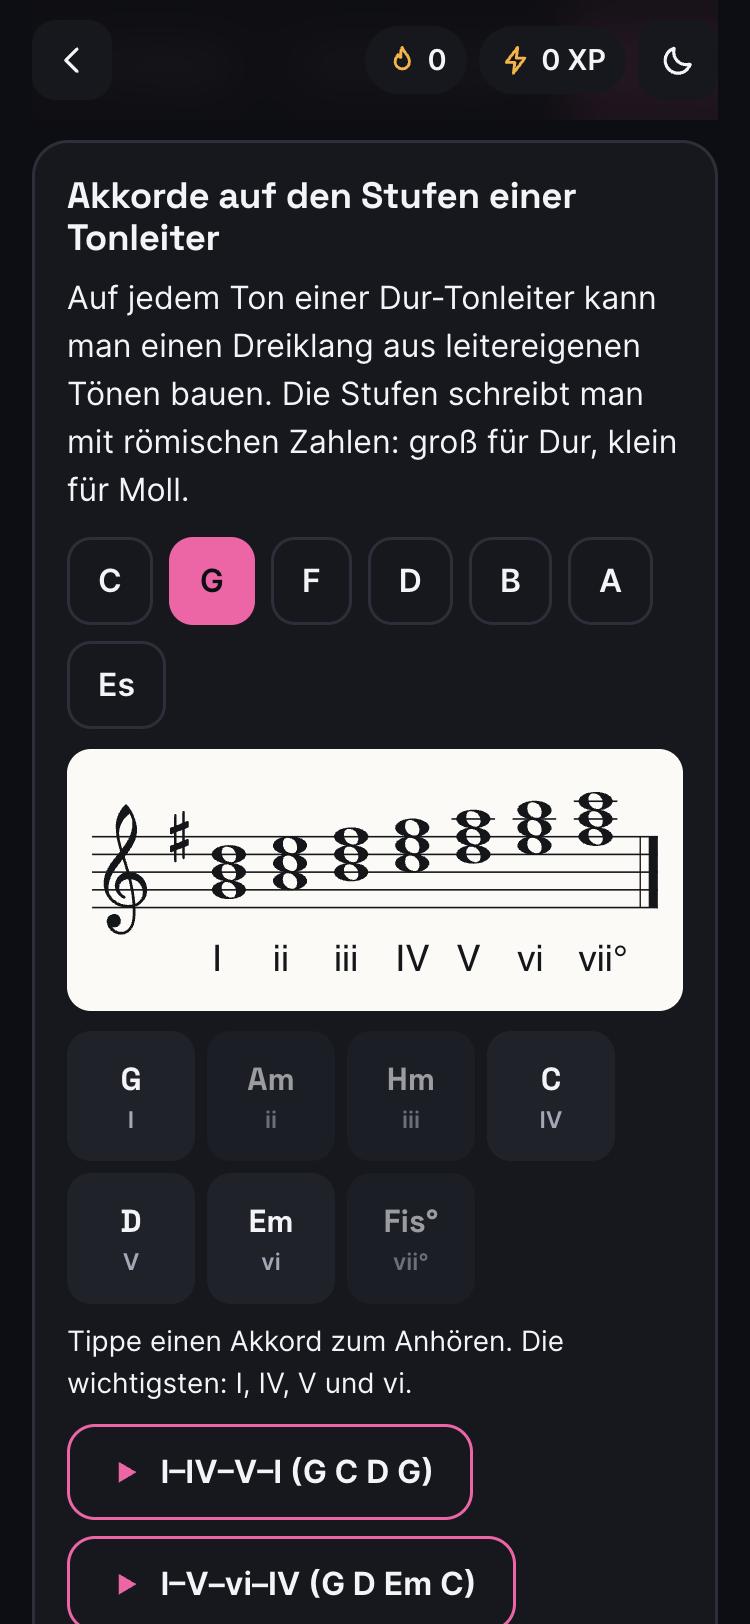 0 0 XP
Akkorde auf den Stufen einer
Tonleiter
Auf jedem Ton einer Dur-Tonleiter kann
man einen Dreiklang aus leitereigenen
Tönen bauen. Die Stufen schreibt man
mit römischen Zahlen: groß für Dur, klein
für Moll.
C G F D B A
Es
I ii iii IV V vi vii°
G Am Hm C
I ii iii IV
D Em Fis°
V vi vii°
Tippe einen Akkord zum Anhören. Die
wichtigsten: I, IV, V und vi.
I–IV–V–I (G C D G)
I–V–vi–IV (G D Em C)